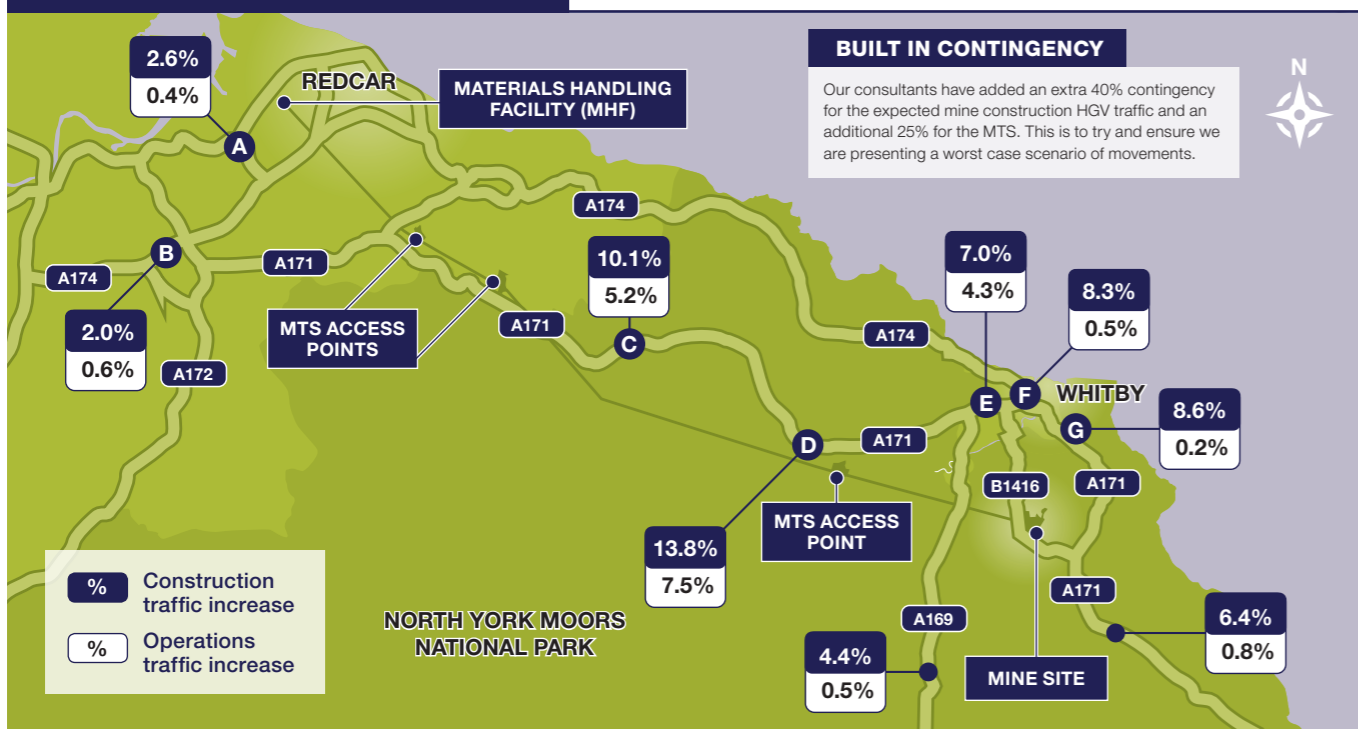 BUILT IN CONTINGENCY
Our consultants have added an extra 40% contingency
for the expected mine construction HGV traffic and an
additional 25% for the MTS. This is to try and ensure we
are presenting a worst case scenario of movements.
N
2.6%
0.4%
A
REDCAR
MATERIALS HANDLING
FACILITY (MHF)
A174
B
A174
A171
2.0%
0.6%
A172
MTS ACCESS
POINTS
A171
10.1%
5.2%
C
A174
7.0%
4.3%
E
8.3%
0.5%
F
WHITBY
G
8.6%
0.2%
D
A171
13.8%
7.5%
MTS ACCESS
POINT
B1416
A171
NORTH YORK MOORS
NATIONAL PARK
A169
A171
4.4%
0.5%
MINE SITE
6.4%
0.8%
%
Construction
traffic increase
%
Operations
traffic increase